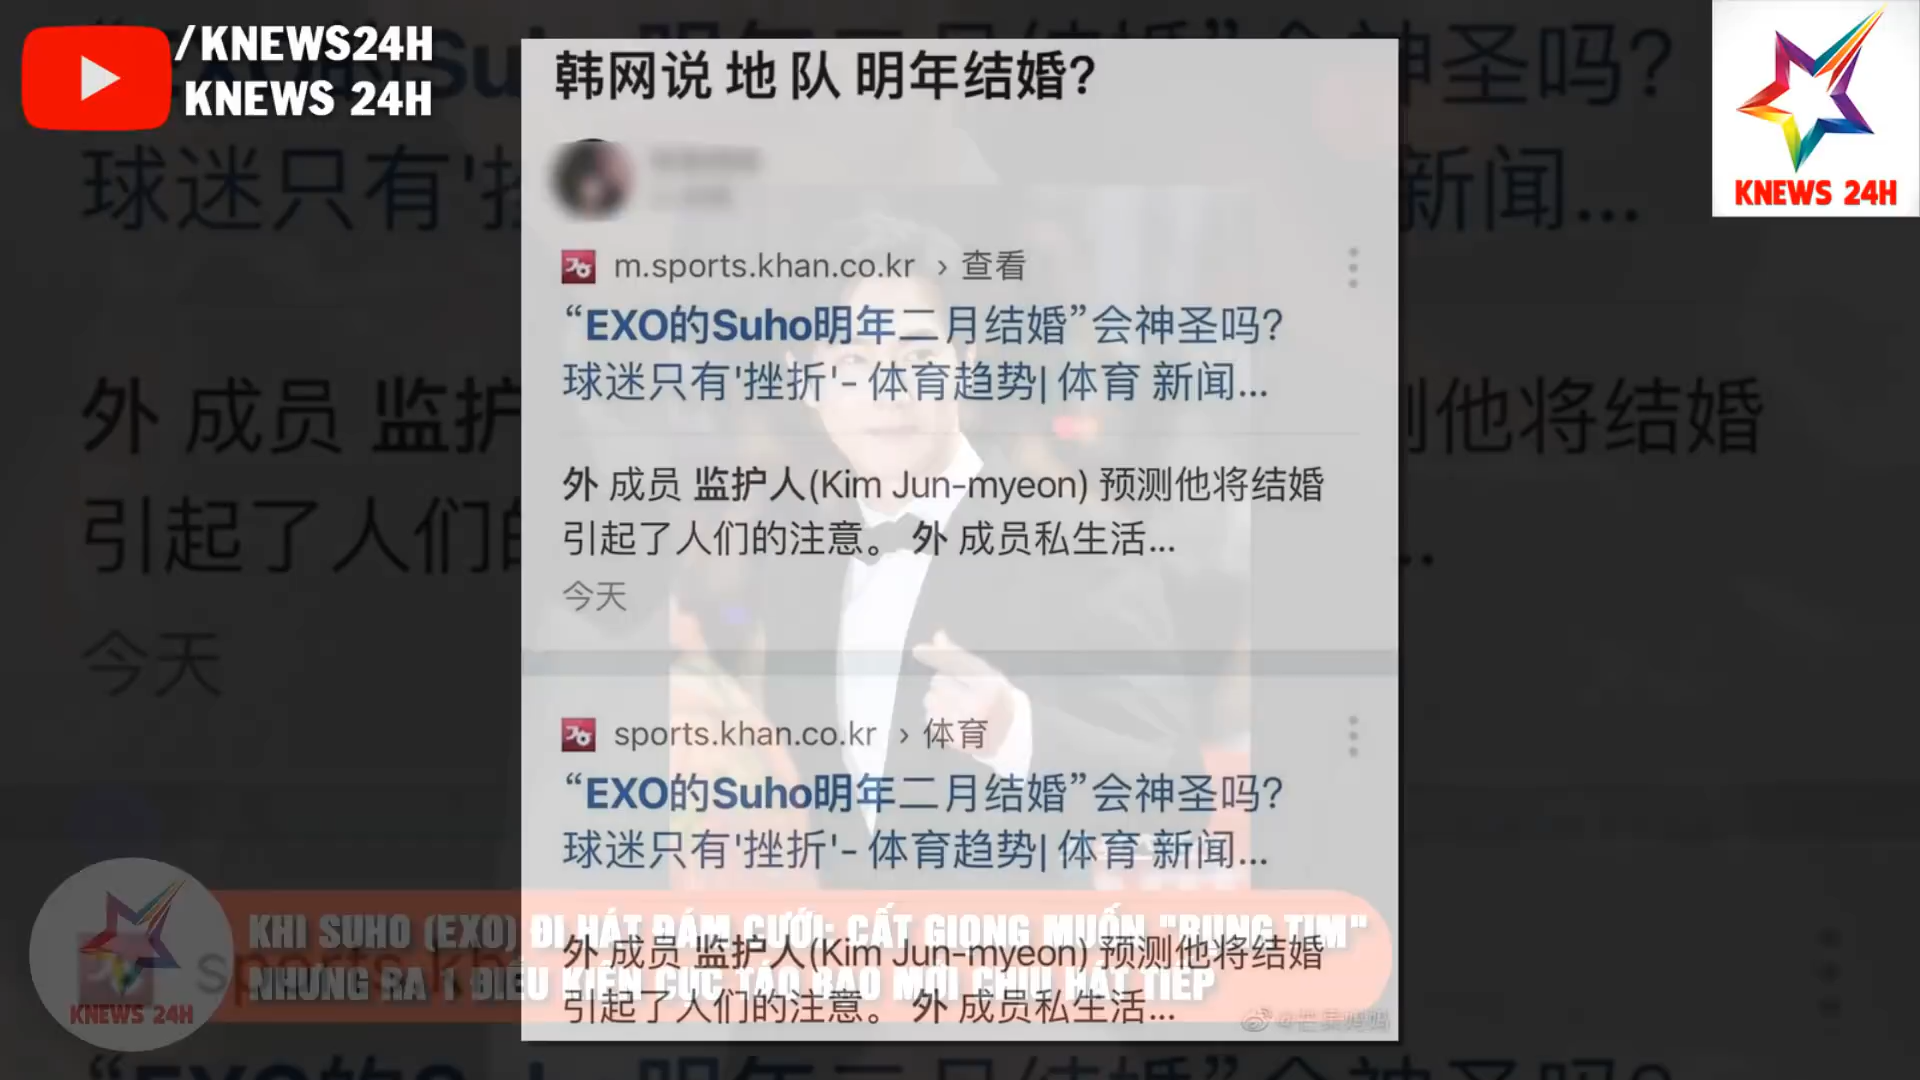 /KNEWS24H
KNEWS 24H
KNEWS 24H
韩网说 地 队 明年结婚?
m.sports.khan.co.kr › 查看
“EXO的Suho明年二月结婚”会神圣吗?
球迷只有'挫折'- 体育趋势| 体育 新闻...
外 成员 监护人(Kim Jun-myeon) 预测他将结婚
引起了人们的注意。 外 成员私生活...
今天
sports.khan.co.kr › 体育
“EXO的Suho明年二月结婚”会神圣吗?
球迷只有'挫折'- 体育趋势| 体育 新闻...
外 成员 监护人(Kim Jun-myeon) 预测他将结婚
引起了人们的注意。 外 成员私生活...
KHI SUHO (EXO) ĐI HÁT ĐÁM CƯỚI: CẤT GIỌNG MUỐN "RỤNG TIM"
NHƯNG RA 1 ĐIỀU KIỆN CỰC TÁO BẠO MỚI CHỊU HÁT TIẾP
KNEWS 24H